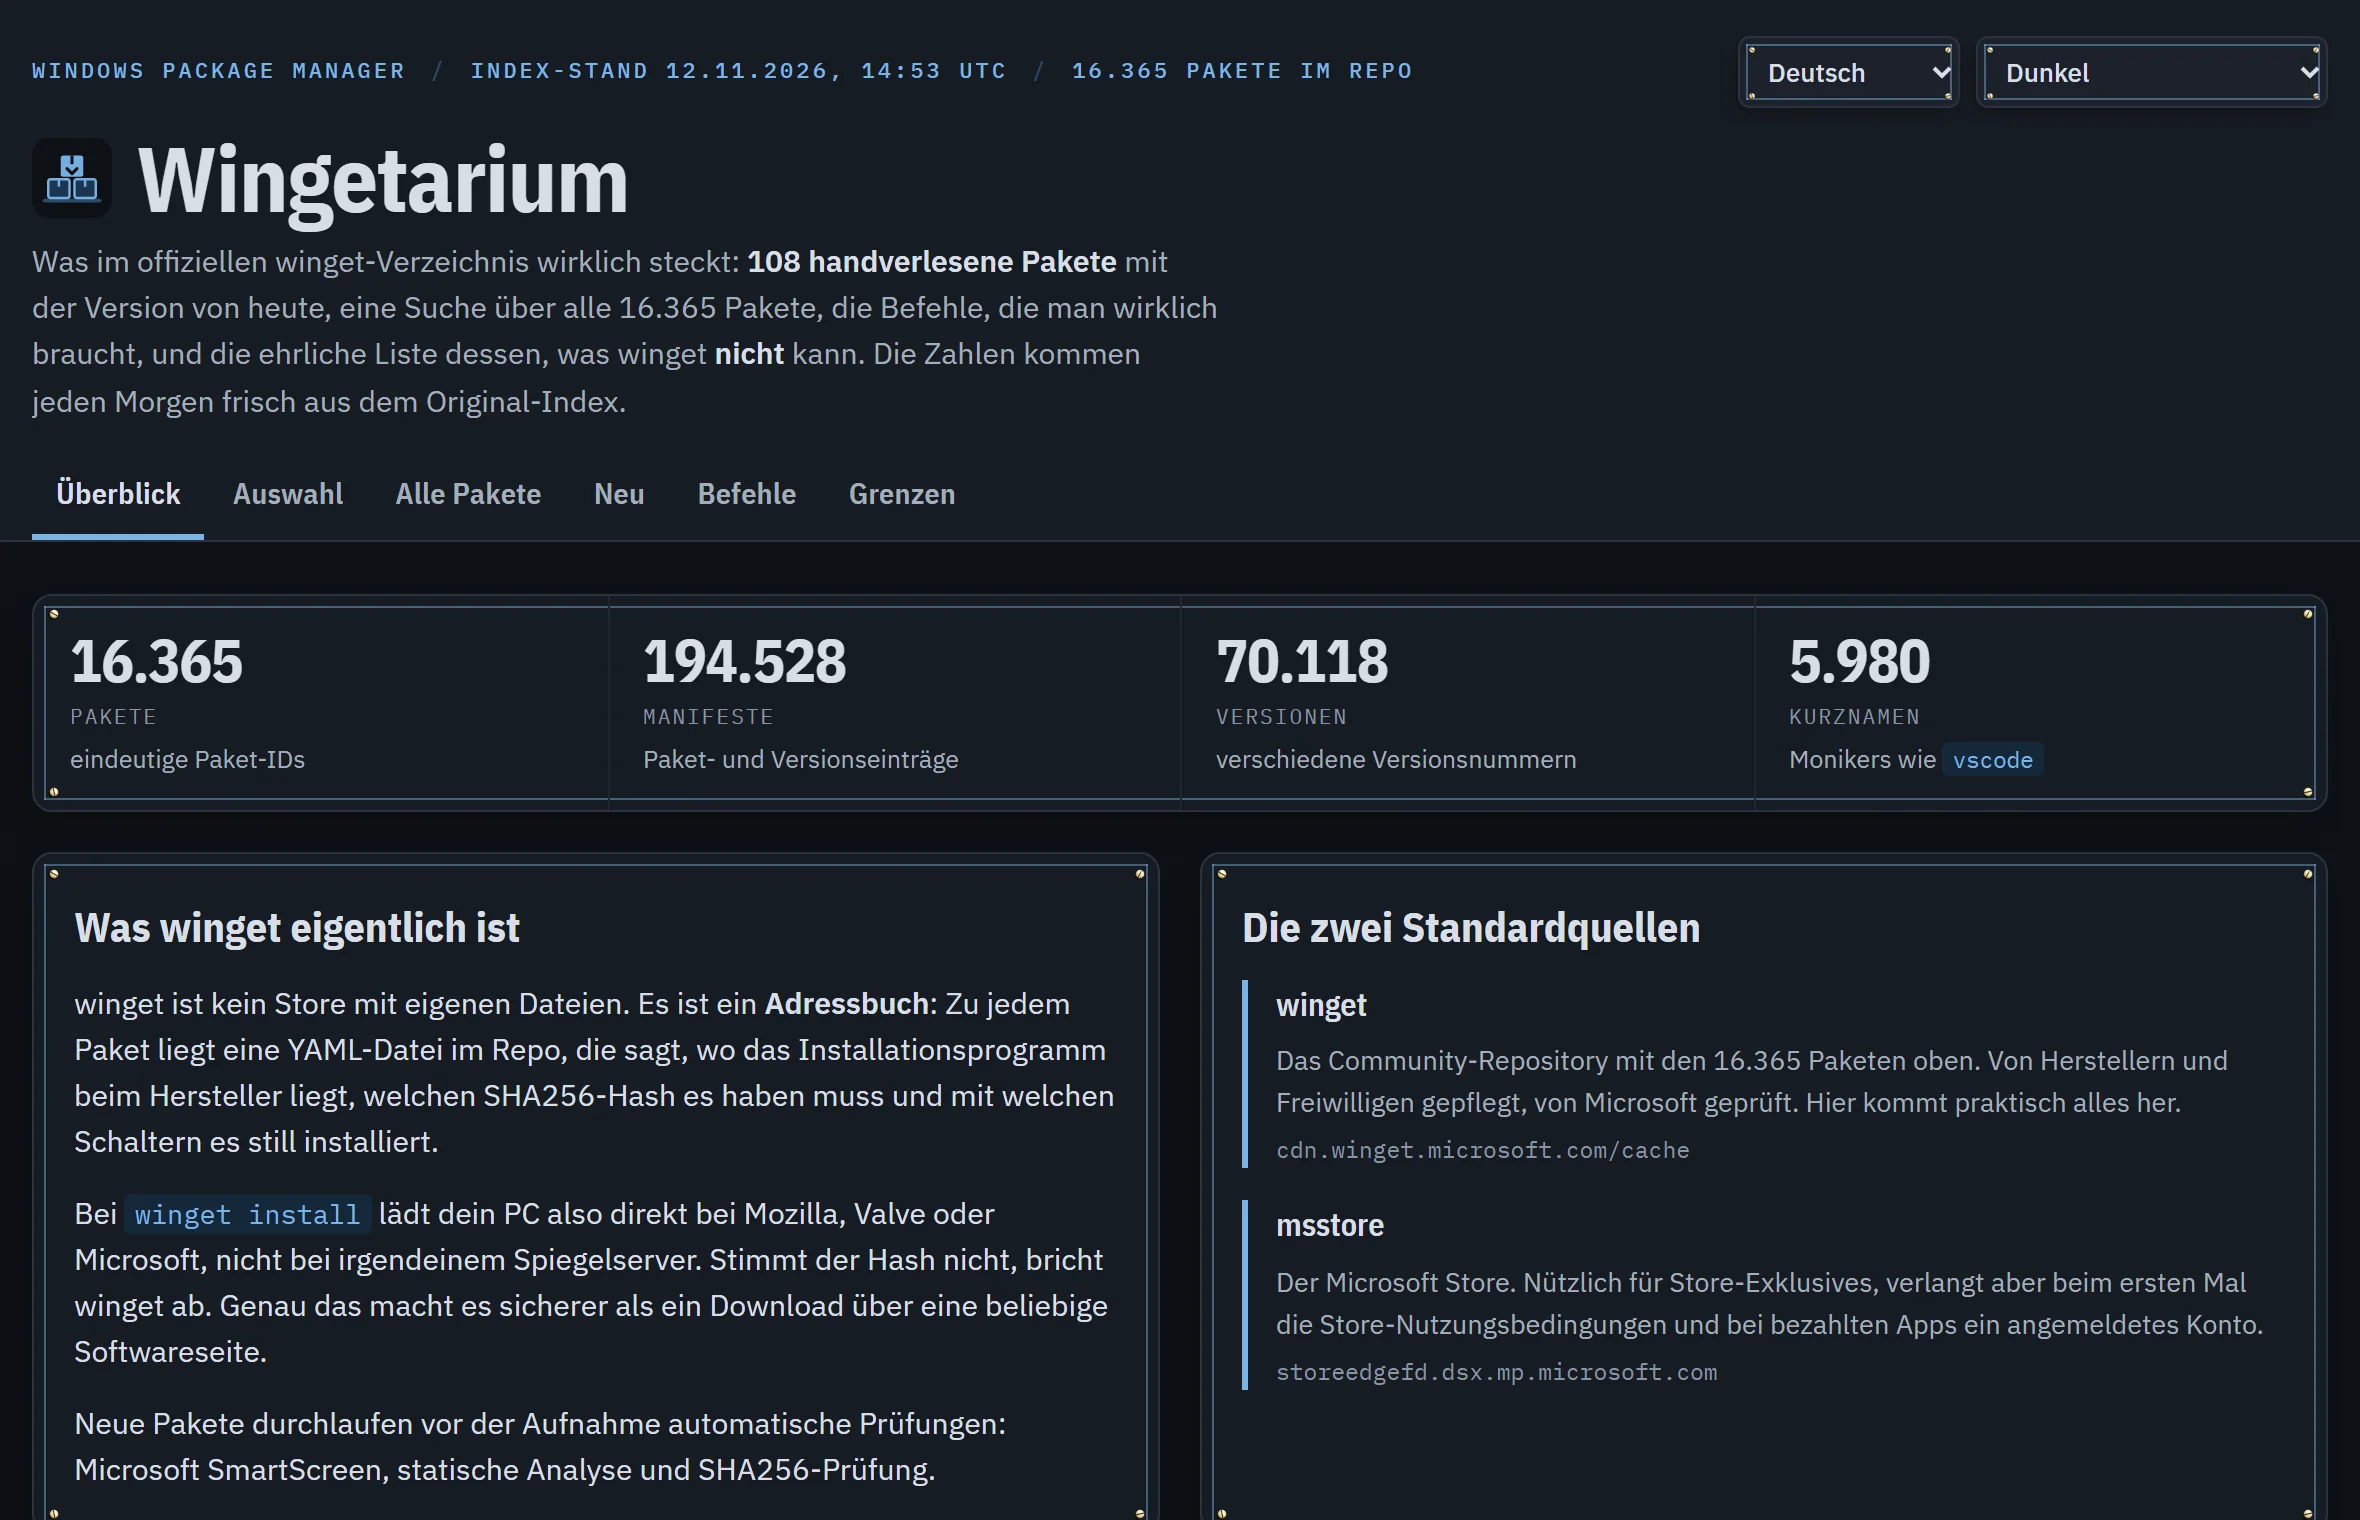 WINDOWS PACKAGE MANAGER / INDEX-STAND 12.11.2026, 14:53 UTC / 16.365 PAKETE IM REPO
Deutsch
Dunkel
Wingetarium
Was im offiziellen winget-Verzeichnis wirklich steckt: 108 handverlesene Pakete mit
der Version von heute, eine Suche über alle 16.365 Pakete, die Befehle, die man wirklich
braucht, und die ehrliche Liste dessen, was winget nicht kann. Die Zahlen kommen
jeden Morgen frisch aus dem Original-Index.
Überblick Auswahl Alle Pakete Neu Befehle Grenzen
16.365
PAKETE
eindeutige Paket-IDs
194.528
MANIFESTE
Paket- und Versionseinträge
70.118
VERSIONEN
verschiedene Versionsnummern
5.980
KURZNAMEN
Monikers wie vscode
Was winget eigentlich ist
winget ist kein Store mit eigenen Dateien. Es ist ein Adressbuch: Zu jedem
Paket liegt eine YAML-Datei im Repo, die sagt, wo das Installationsprogramm
beim Hersteller liegt, welchen SHA256-Hash es haben muss und mit welchen
Schaltern es still installiert.
Bei winget install lädt dein PC also direkt bei Mozilla, Valve oder
Microsoft, nicht bei irgendeinem Spiegelserver. Stimmt der Hash nicht, bricht
winget ab. Genau das macht es sicherer als ein Download über eine beliebige
Softwareseite.
Neue Pakete durchlaufen vor der Aufnahme automatische Prüfungen:
Microsoft SmartScreen, statische Analyse und SHA256-Prüfung.
Die zwei Standardquellen
winget
Das Community-Repository mit den 16.365 Paketen oben. Von Herstellern und
Freiwilligen gepflegt, von Microsoft geprüft. Hier kommt praktisch alles her.
cdn.winget.microsoft.com/cache
msstore
Der Microsoft Store. Nützlich für Store-Exklusives, verlangt aber beim ersten Mal
die Store-Nutzungsbedingungen und bei bezahlten Apps ein angemeldetes Konto.
storeedgefd.dsx.mp.microsoft.com